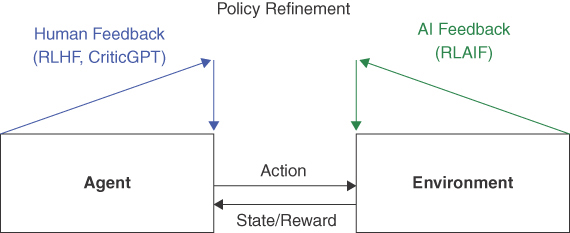 Policy Refinement
Human Feedback
(RLHF, CriticGPT)
AI Feedback
(RLAIF)
Agent
Action
State/Reward
Environment